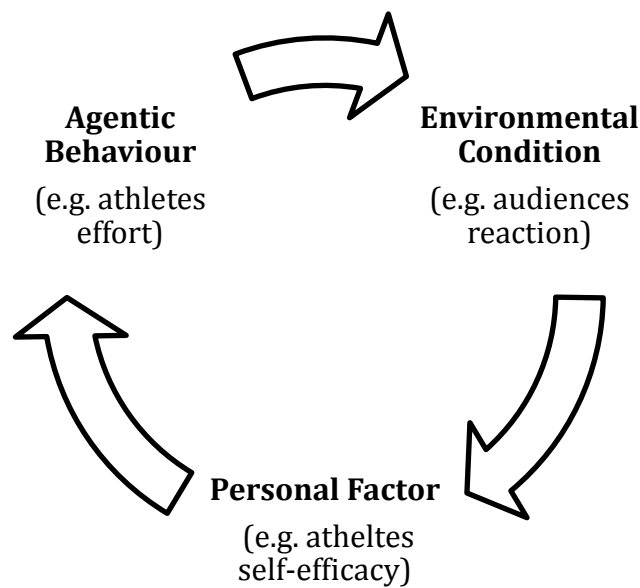 Agentic
Behaviour
(e.g. athletes
effort)
Environmental
Condition
(e.g. audiences
reaction)
Personal Factor
(e.g. atheltes
self-efficacy)